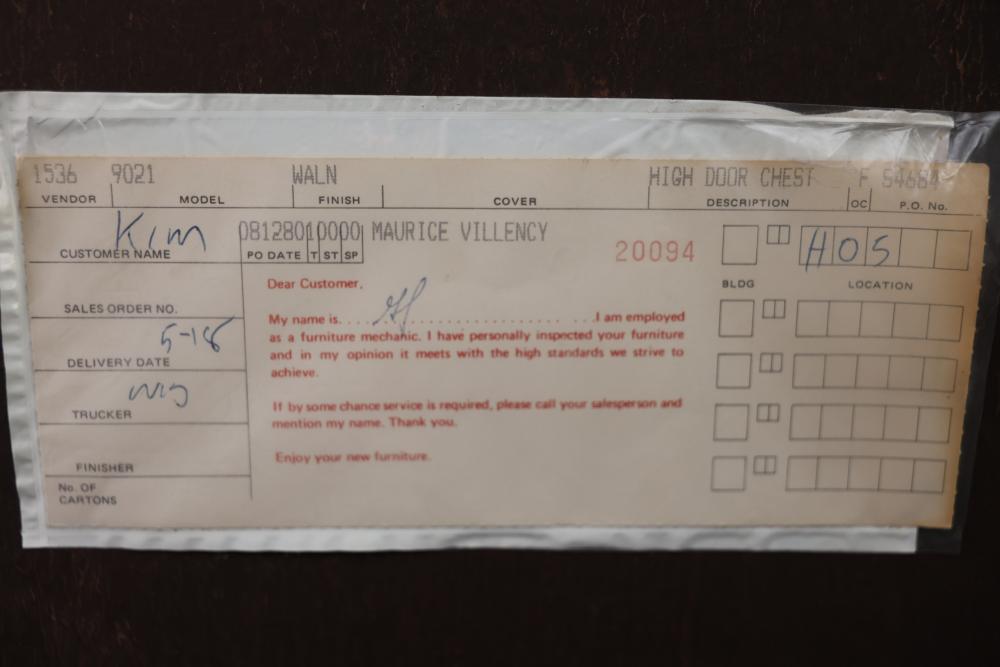 1536 9021 WALN HIGH DOOR CHEST F 54684
VENDOR MODEL FINISH COVER DESCRIPTION OC P.O. No.
Kim
CUSTOMER NAME
08128010000 MAURICE VILLENCY
PO DATE T ST SP
20094
HOS
BLDG LOCATION
SALES ORDER NO.
5-18
DELIVERY DATE
TRUCKER
FINISHER
No. OF
CARTONS
Dear Customer,
My name is. . . . . . . . . . . . . . . . . . . . . . . .I am employed
as a furniture mechanic. I have personally inspected your furniture
and in my opinion it meets with the high standards we strive to
achieve.
If by some chance service is required, please call your salesperson and
mention my name. Thank you.
Enjoy your new furniture.